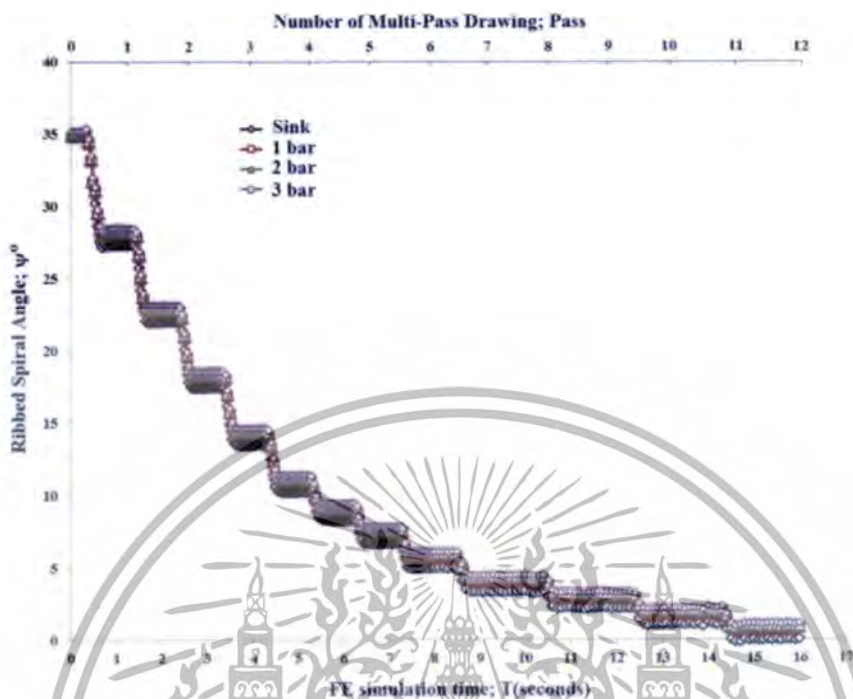 Number of Multi-Pass Drawing; Pass
0 1 2 3 4 5 6 7 8 9 10 11 12
40
35
30
25
20
15
10
5
0
Ribbed Spiral Angle; ψ°
Sink
1 bar
2 bar
3 bar
0 1 2 3 4 5 6 7 8 9 10 11 12 13 14 15 16 17
FE simulation time; T(seconds)